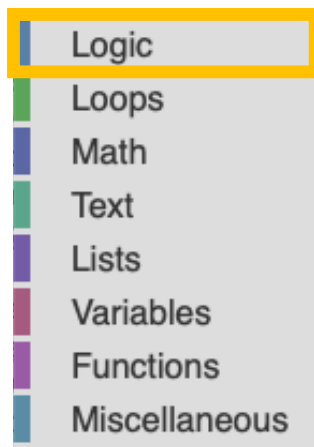 Logic
Loops
Math
Text
Lists
Variables
Functions
Miscellaneous